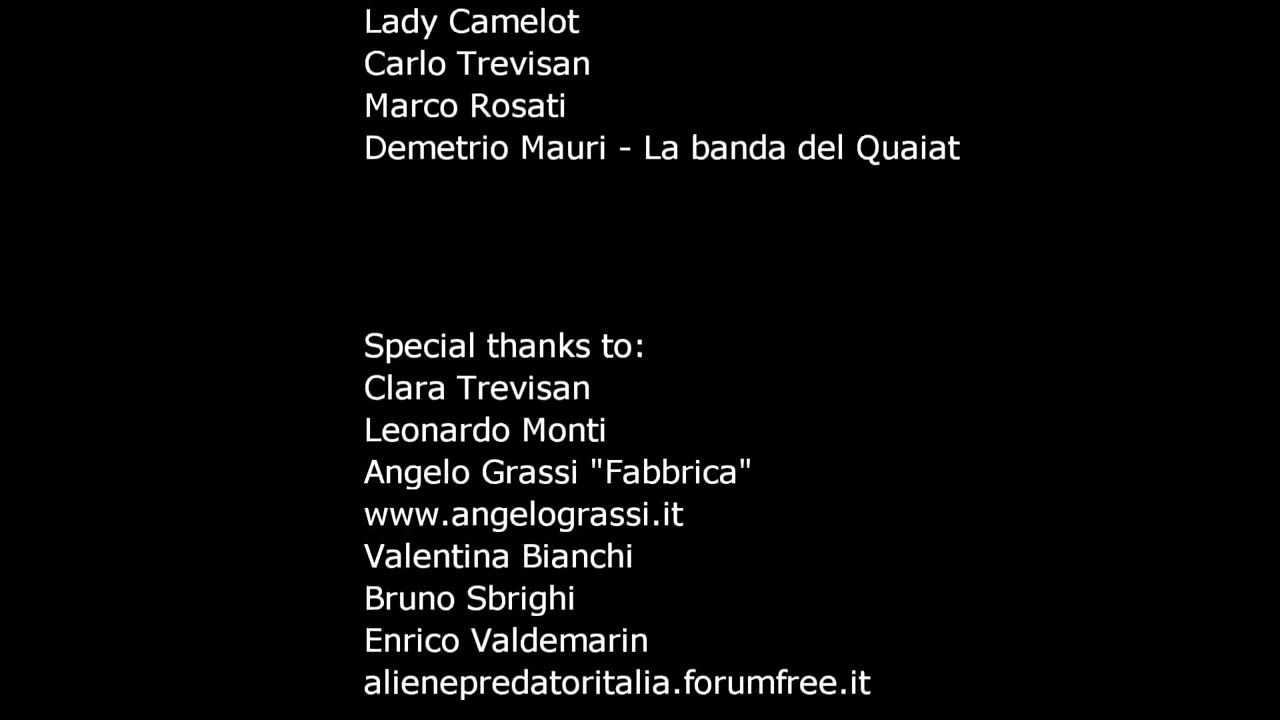 Lady Camelot
Carlo Trevisan
Marco Rosati
Demetrio Mauri - La banda del Quaiat
Special thanks to:
Clara Trevisan
Leonardo Monti
Angelo Grassi "Fabbrica"
www.angelograssi.it
Valentina Bianchi
Bruno Sbrighi
Enrico Valdemarin
alienepredatoritalia.forumfree.it